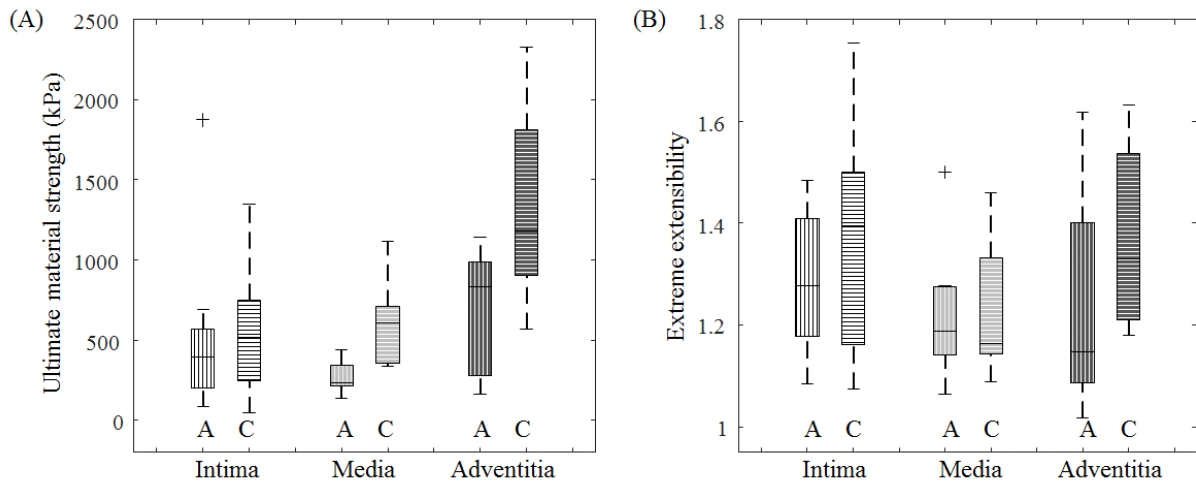 (A)
Ultimate material strength (kPa)
2500
2000
1500
1000
500
0
A C A C A C
Intima Media Adventitia
(B)
Extreme extensibility
1.8
1.6
1.4
1.2
1
A C A C A C
Intima Media Adventitia